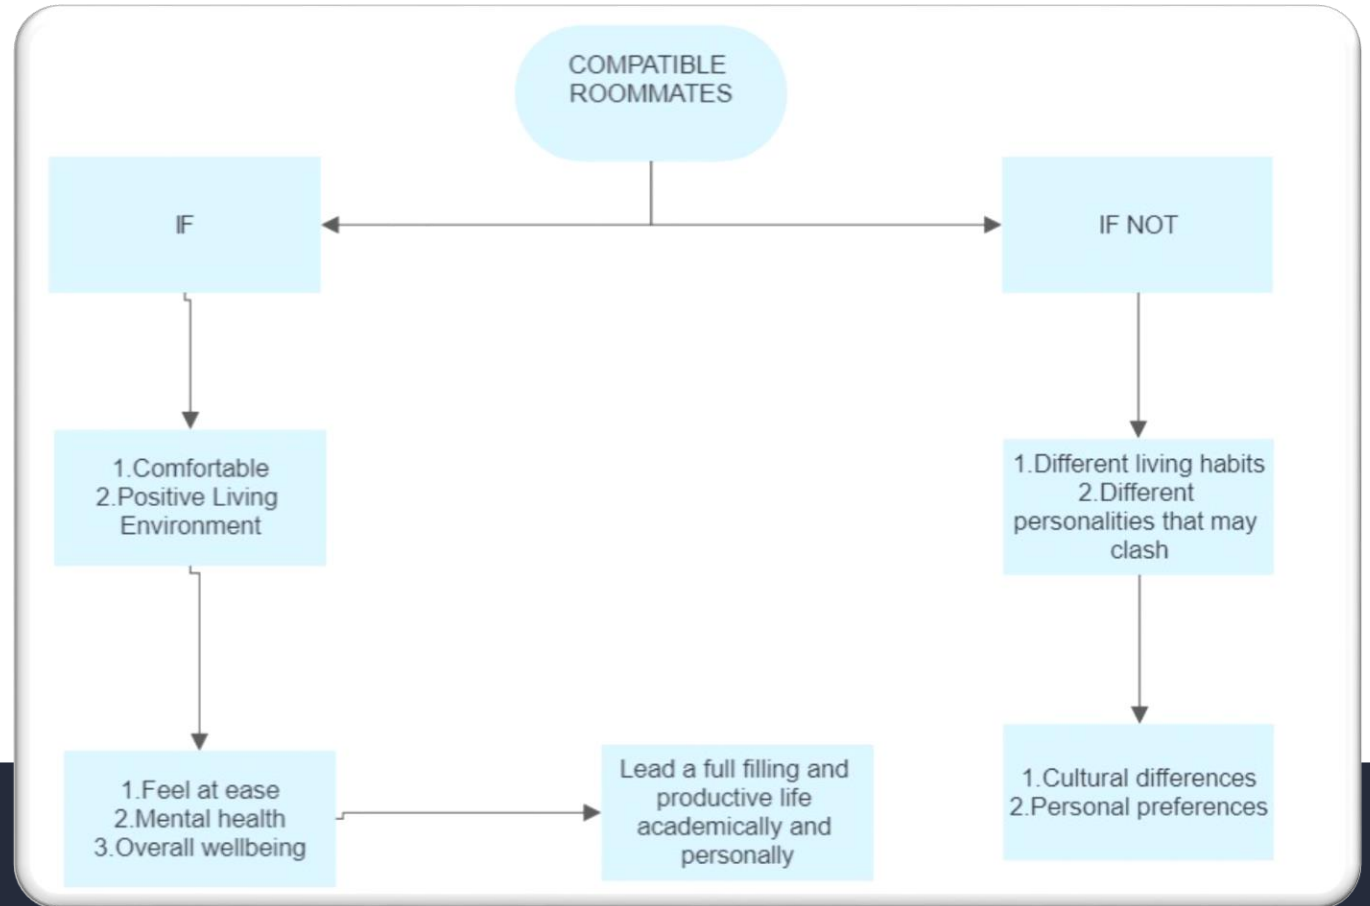 COMPATIBLE
ROOMMATES
IF
IF NOT
1.Comfortable
2.Positive Living
Environment
1.Different living habits
2.Different
personalities that may
clash
1.Feel at ease
2.Mental health
3.Overall wellbeing
Lead a full filling and
productive life
academically and
personally
1.Cultural differences
2.Personal preferences